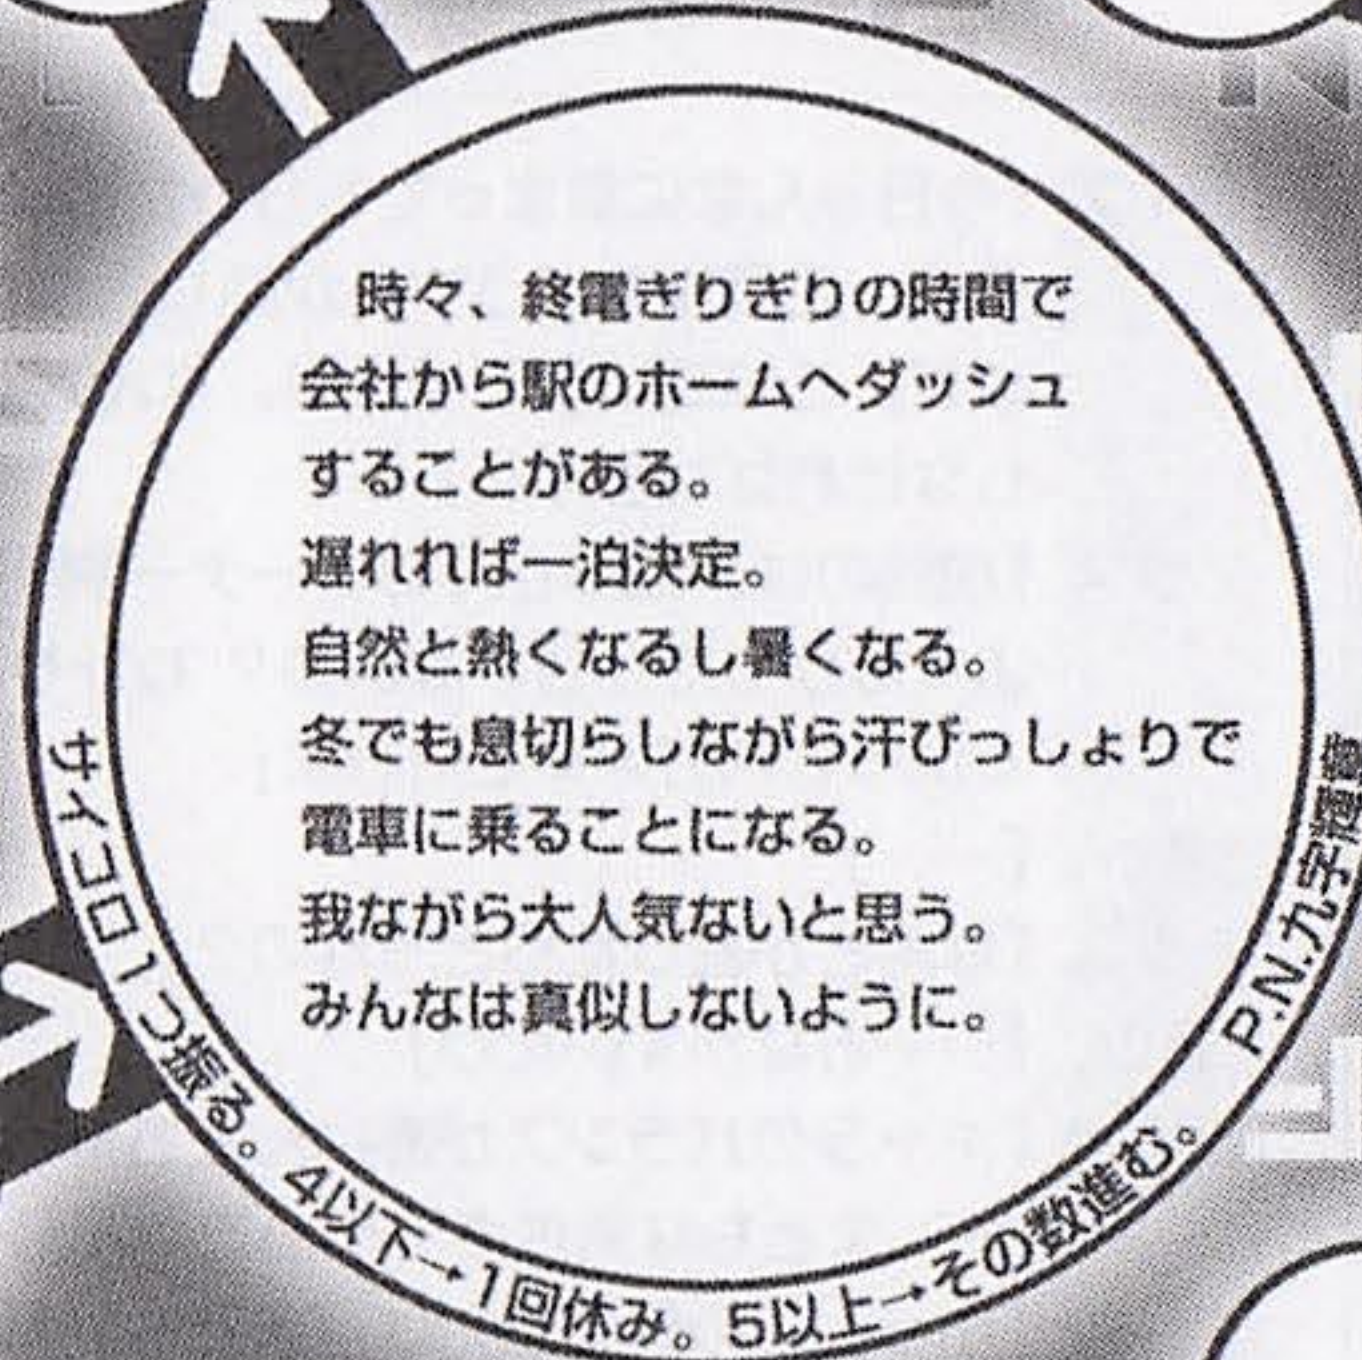 時々、終電ぎりぎりの時間で
会社から駅のホームへダッシュ
することがある。
遅れれば一泊決定。
自然と熱くなるし暑くなる。
冬でも息切らしながら汗びっしょりで
電車に乗ることになる。
我ながら大人気ないと思う。
みんなは真似しないように。
サイコロ1つ振る。4以下→1回休み。5以上→その数進む。 P.N.九字輝